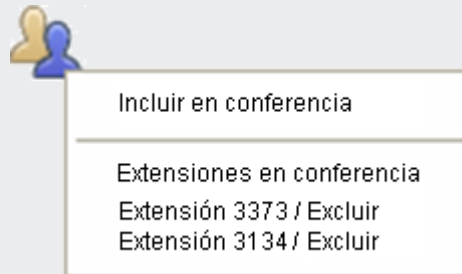 Incluir en conferencia
Extensiones en conferencia
Extensión 3373 / Excluir
Extensión 3134 / Excluir